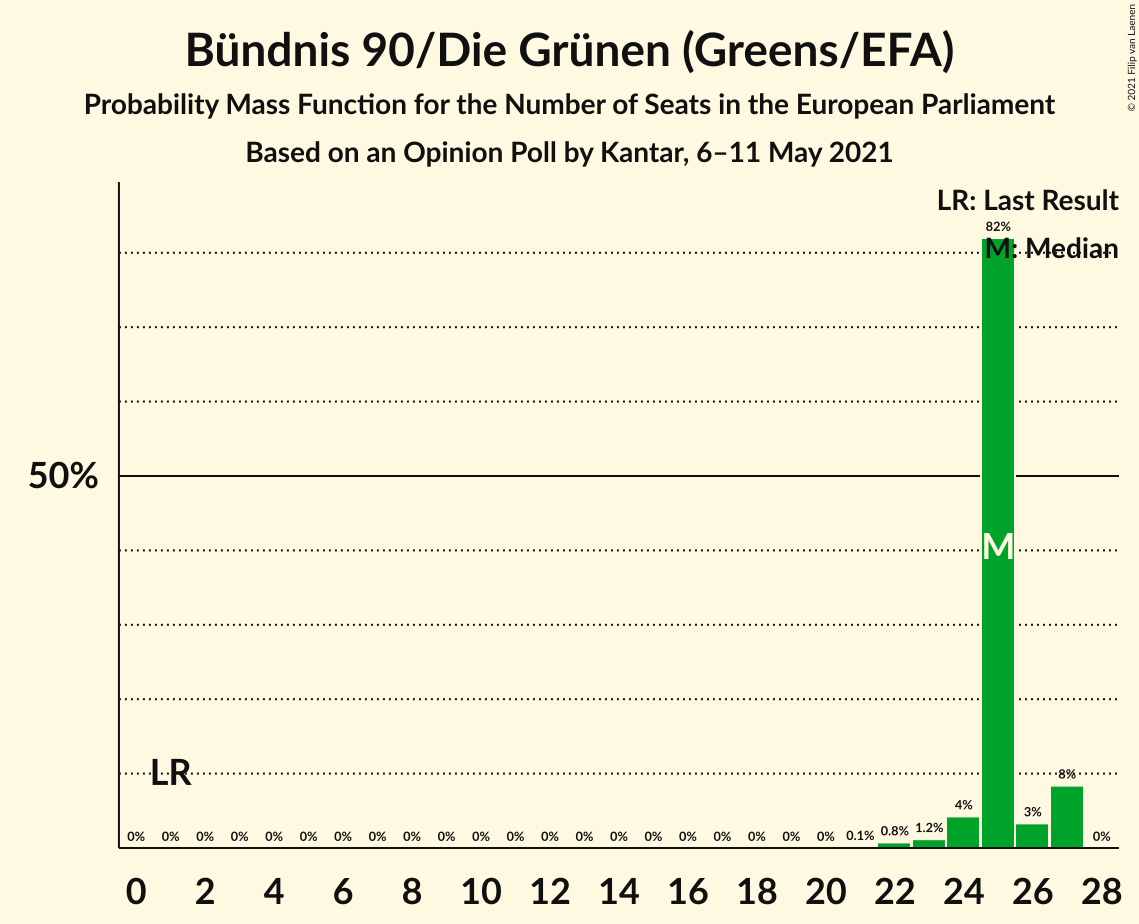 Bündnis 90/Die Grünen (Greens/EFA)
Probability Mass Function for the Number of Seats in the European Parliament
Based on an Opinion Poll by Kantar, 6–11 May 2021
© 2021 Filip van Laenen
LR: Last Result
82%
M: Median
50%
M
LR
8%
4%
3%
0% 0% 0% 0% 0% 0% 0% 0% 0% 0% 0% 0% 0% 0% 0% 0% 0% 0% 0% 0% 0% 0.1% 0.8% 1.2% 0%
0 2 4 6 8 10 12 14 16 18 20 22 24 26 28